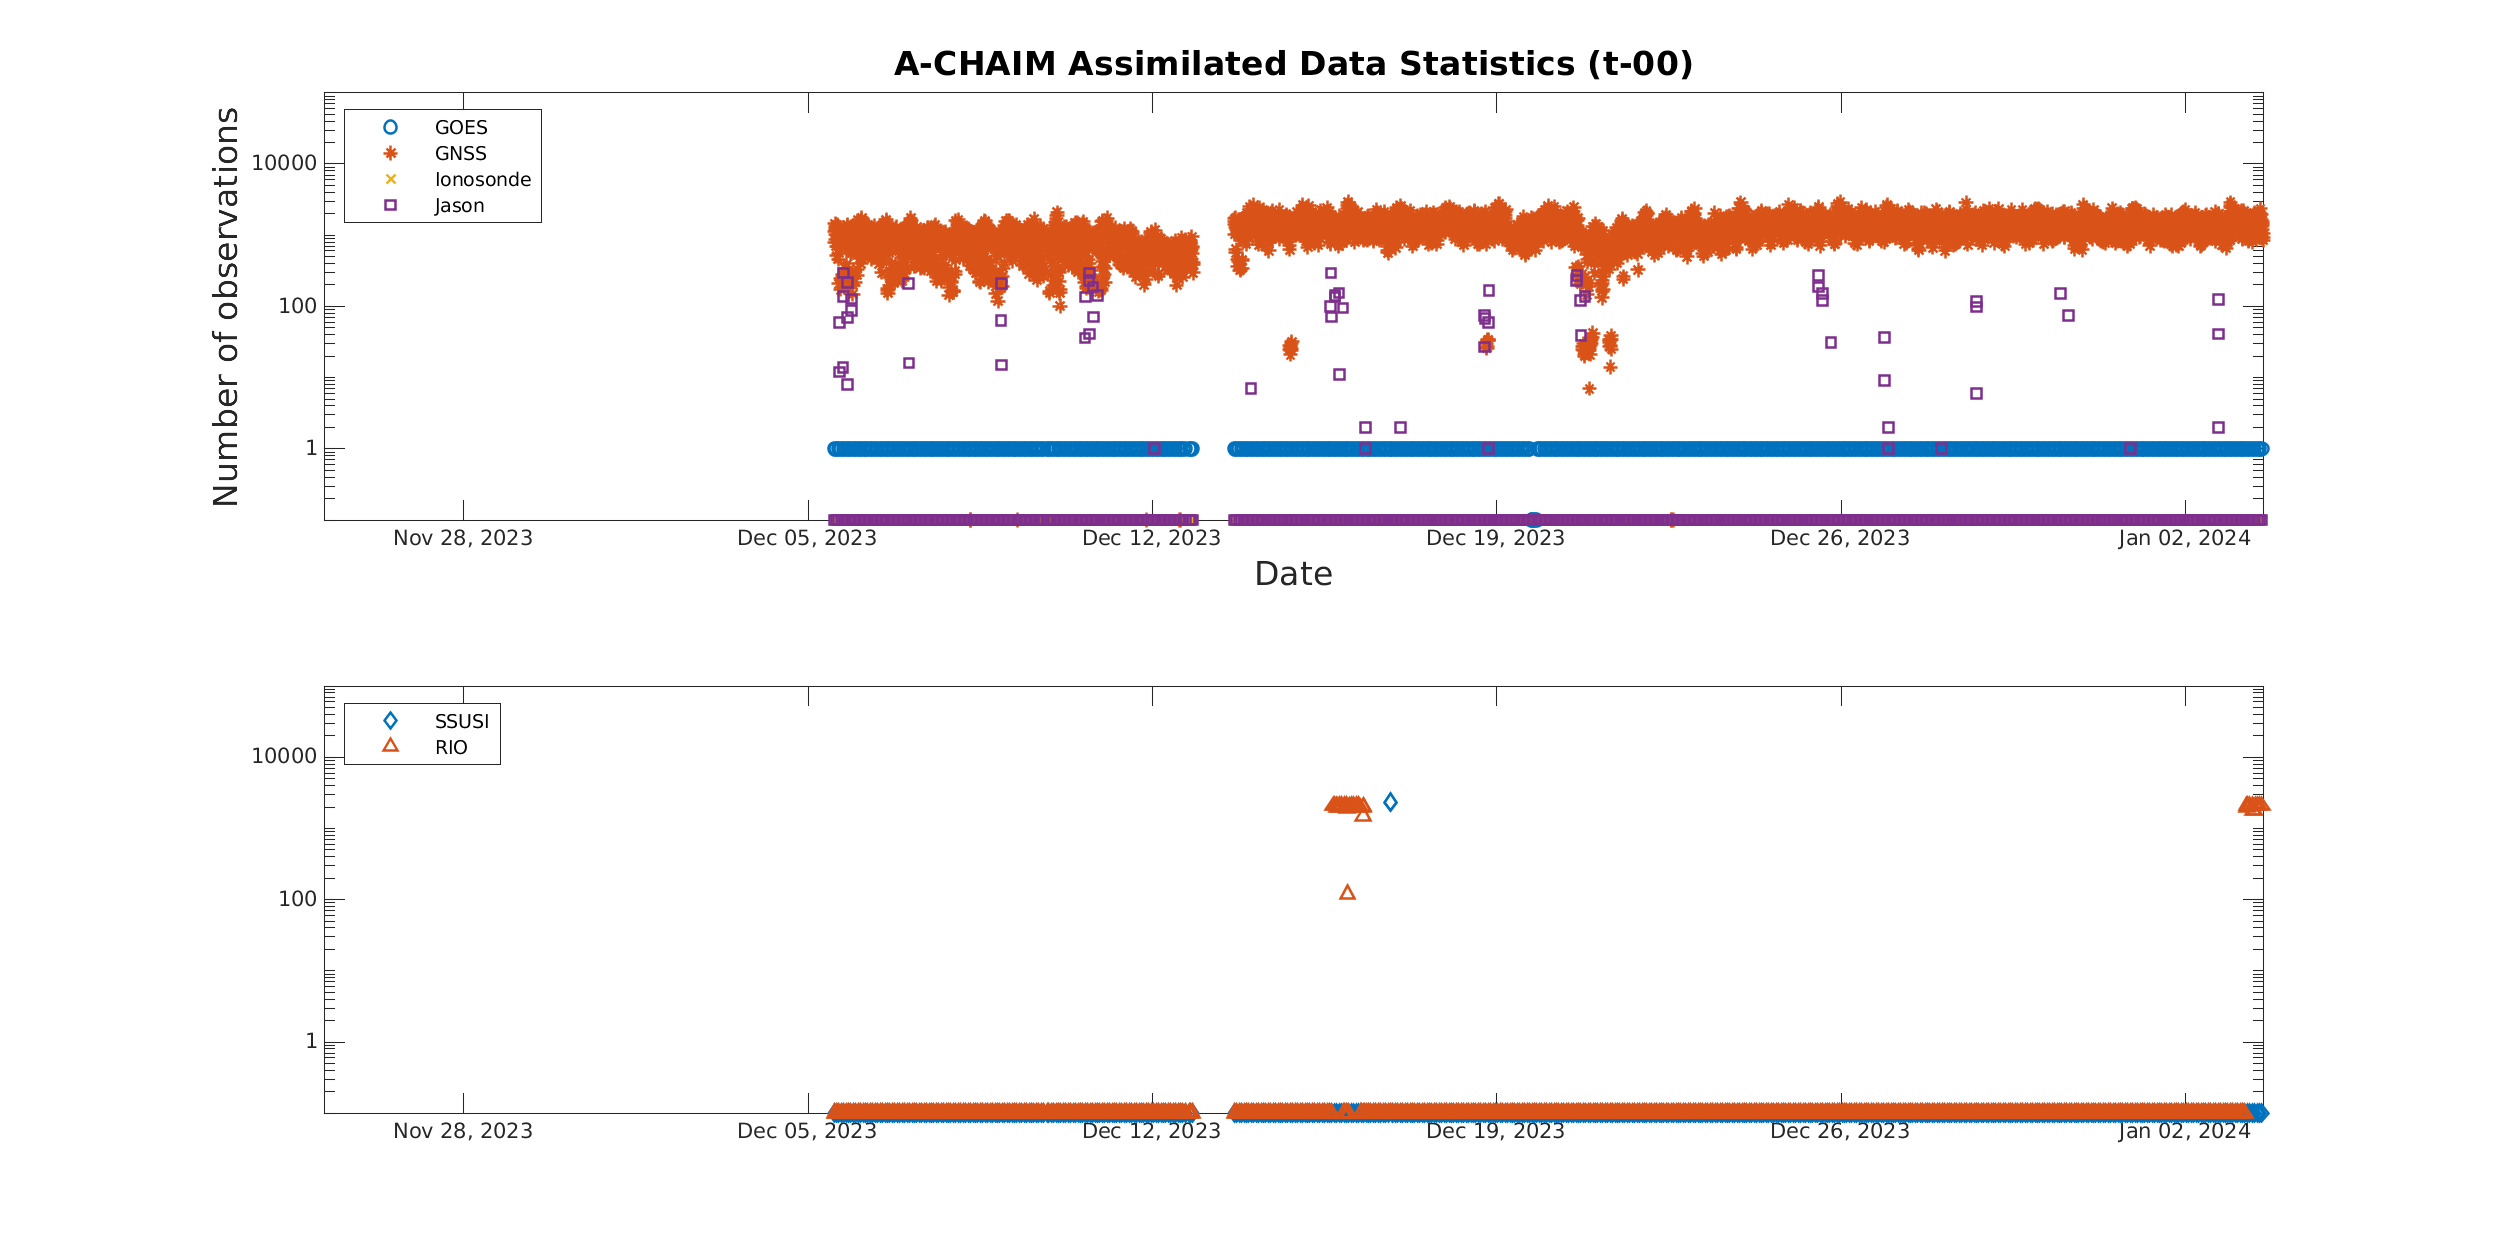 A-CHAIM Assimilated Data Statistics (t-00)
Number of observations
10000
100
1
GOES
GNSS
Ionosonde
Jason
Nov 28, 2023
Dec 05, 2023
Dec 12, 2023
Dec 19, 2023
Dec 26, 2023
Jan 02, 2024
Date
10000
100
1
SSUSI
RIO
Nov 28, 2023
Dec 05, 2023
Dec 12, 2023
Dec 19, 2023
Dec 26, 2023
Jan 02, 2024